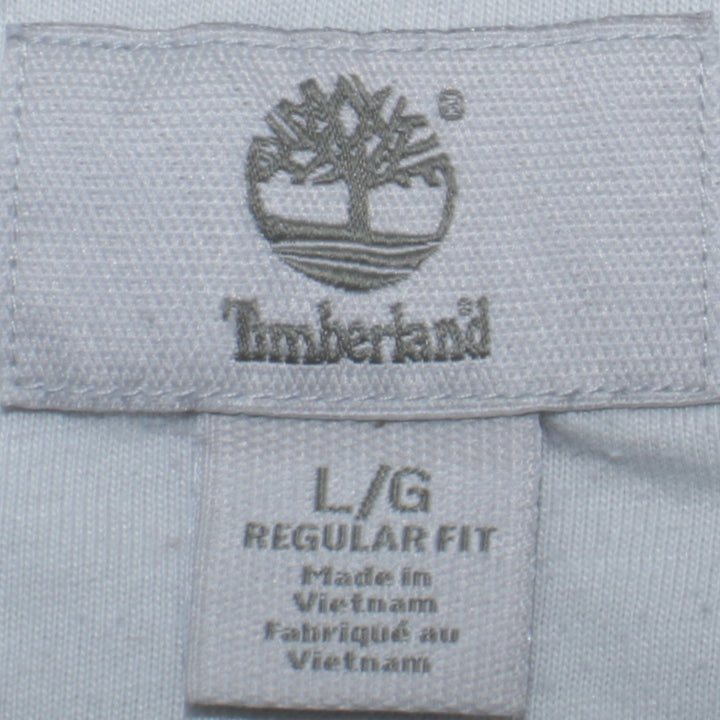 ®
Timberland®
L/G
REGULAR FIT
Made in
Vietnam
Fabriqué au
Vietnam